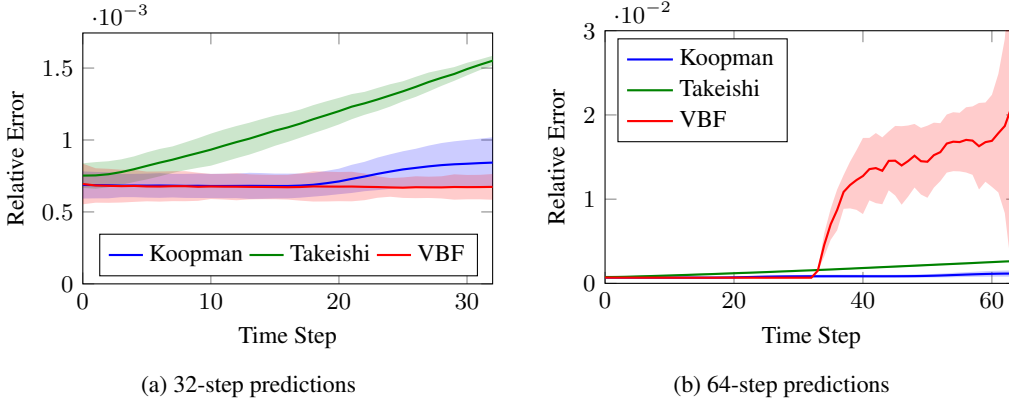 ·10⁻³
1.5
1
0.5
0
Relative Error
Koopman Takeishi VBF
0 10 20 30
Time Step
(a) 32-step predictions
·10⁻²
3
2
1
0
Relative Error
Koopman
Takeishi
VBF
0 20 40 60
Time Step
(b) 64-step predictions